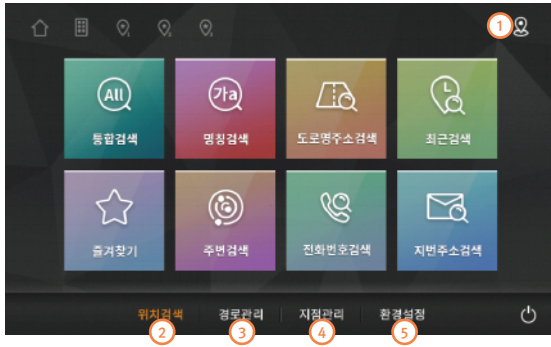 1
All
가a
통합검색
명칭검색
도로명주소검색
최근검색
즐겨찾기
주변검색
전화번호검색
지번주소검색
위치검색
경로관리
지점관리
환경설정
2
3
4
5